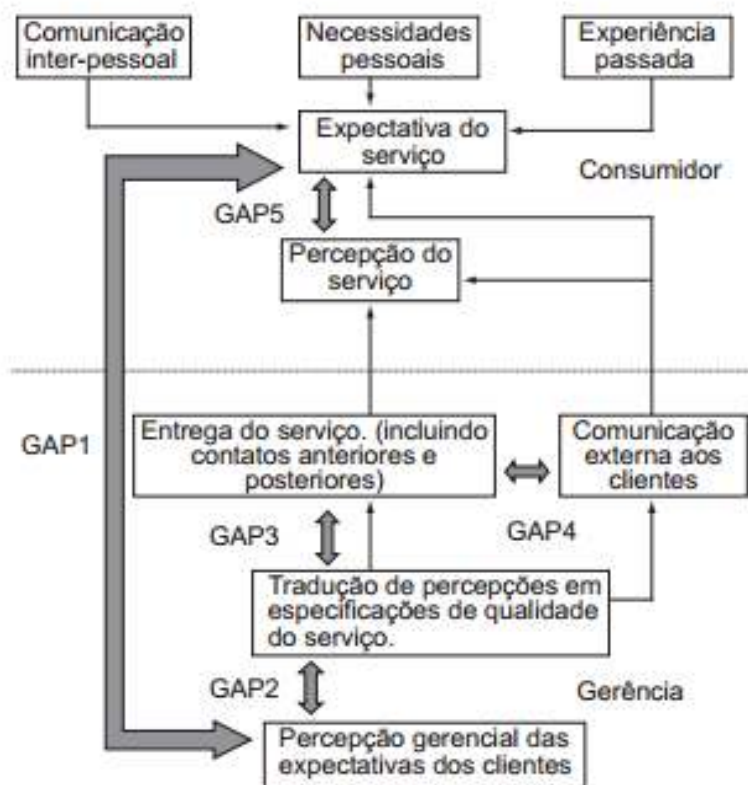 Comunicação
inter-pessoal
Necessidades
pessoais
Experiência
passada
Expectativa do
serviço
Consumidor
GAP5
Percepção do
serviço
GAP1
Entrega do serviço. (incluindo
contatos anteriores e
posteriores)
Comunicação
externa aos
clientes
GAP3
GAP4
Tradução de percepções em
especificações de qualidade
do serviço.
GAP2
Gerência
Percepção gerencial das
expectativas dos clientes